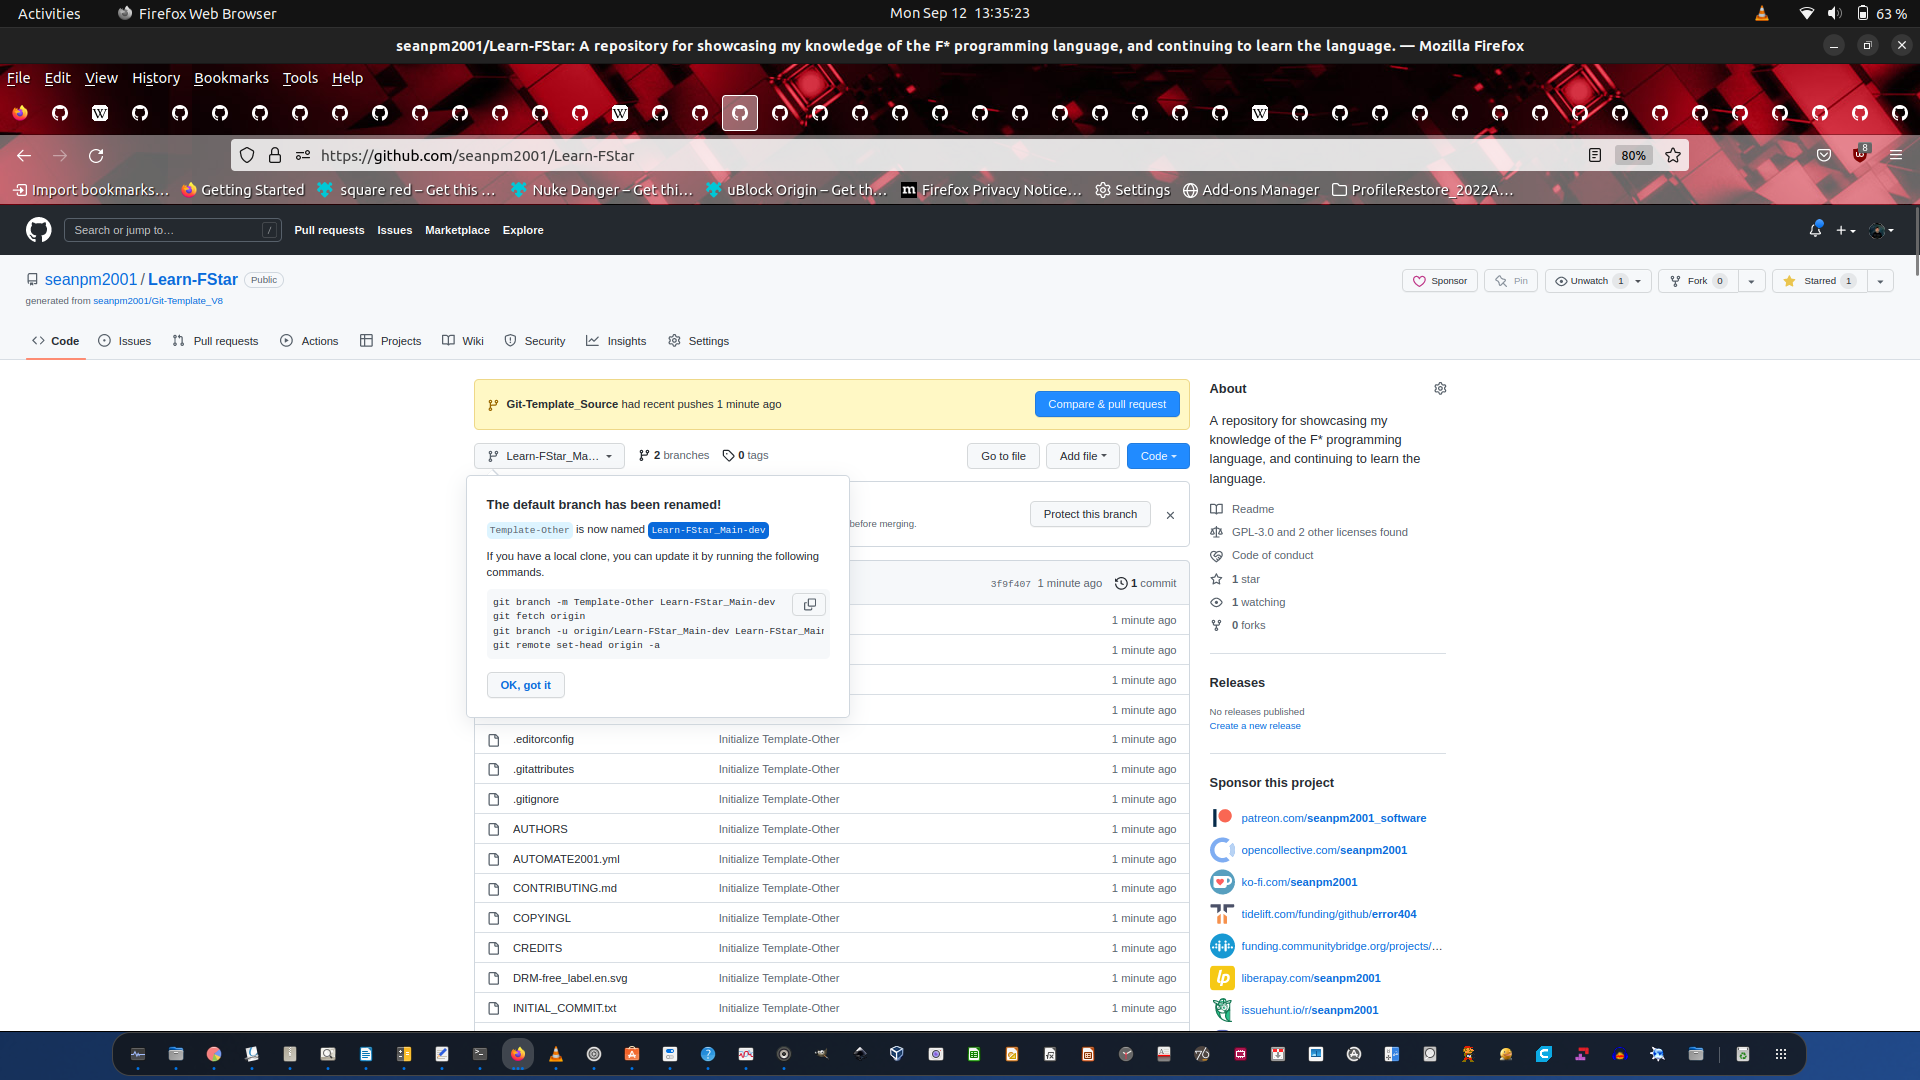 Activities
Firefox Web Browser
Mon Sep 12  13:35:23
63 %
seanpm2001/Learn-FStar: A repository for showcasing my knowledge of the F* programming language, and continuing to learn the language. — Mozilla Firefox
File Edit View History Bookmarks Tools Help
https://github.com/seanpm2001/Learn-FStar
80%
8
Import bookmarks…
Getting Started
square red – Get this …
Nuke Danger – Get thi…
uBlock Origin – Get th…
Firefox Privacy Notice…
Settings
Add-ons Manager
ProfileRestore_2022A…
Search or jump to…
/
Pull requests
Issues
Marketplace
Explore
seanpm2001 / Learn-FStar
Public
generated from seanpm2001/Git-Template_V8
Sponsor
Pin
Unwatch 1
Fork 0
Starred 1
Code
Issues
Pull requests
Actions
Projects
Wiki
Security
Insights
Settings
Git-Template_Source had recent pushes 1 minute ago
Compare & pull request
Learn-FStar_Ma…
2 branches
0 tags
Go to file
Add file
Code
The default branch has been renamed!
Template-Other is now named Learn-FStar_Main-dev
If you have a local clone, you can update it by running the following
commands.
git branch -m Template-Other Learn-FStar_Main-dev
git fetch origin
git branch -u origin/Learn-FStar_Main-dev Learn-FStar_Mai
git remote set-head origin -a
OK, got it
before merging.
Protect this branch
3f9f407 1 minute ago
1 commit
1 minute ago
1 minute ago
1 minute ago
1 minute ago
.editorconfig Initialize Template-Other 1 minute ago
.gitattributes Initialize Template-Other 1 minute ago
.gitignore Initialize Template-Other 1 minute ago
AUTHORS Initialize Template-Other 1 minute ago
AUTOMATE2001.yml Initialize Template-Other 1 minute ago
CONTRIBUTING.md Initialize Template-Other 1 minute ago
COPYINGL Initialize Template-Other 1 minute ago
CREDITS Initialize Template-Other 1 minute ago
DRM-free_label.en.svg Initialize Template-Other 1 minute ago
INITIAL_COMMIT.txt Initialize Template-Other 1 minute ago
About
A repository for showcasing my
knowledge of the F* programming
language, and continuing to learn the
language.
Readme
GPL-3.0 and 2 other licenses found
Code of conduct
1 star
1 watching
0 forks
Releases
No releases published
Create a new release
Sponsor this project
patreon.com/seanpm2001_software
opencollective.com/seanpm2001
ko-fi.com/seanpm2001
tidelift.com/funding/github/error404
funding.communitybridge.org/projects/…
liberapay.com/seanpm2001
issuehunt.io/r/seanpm2001